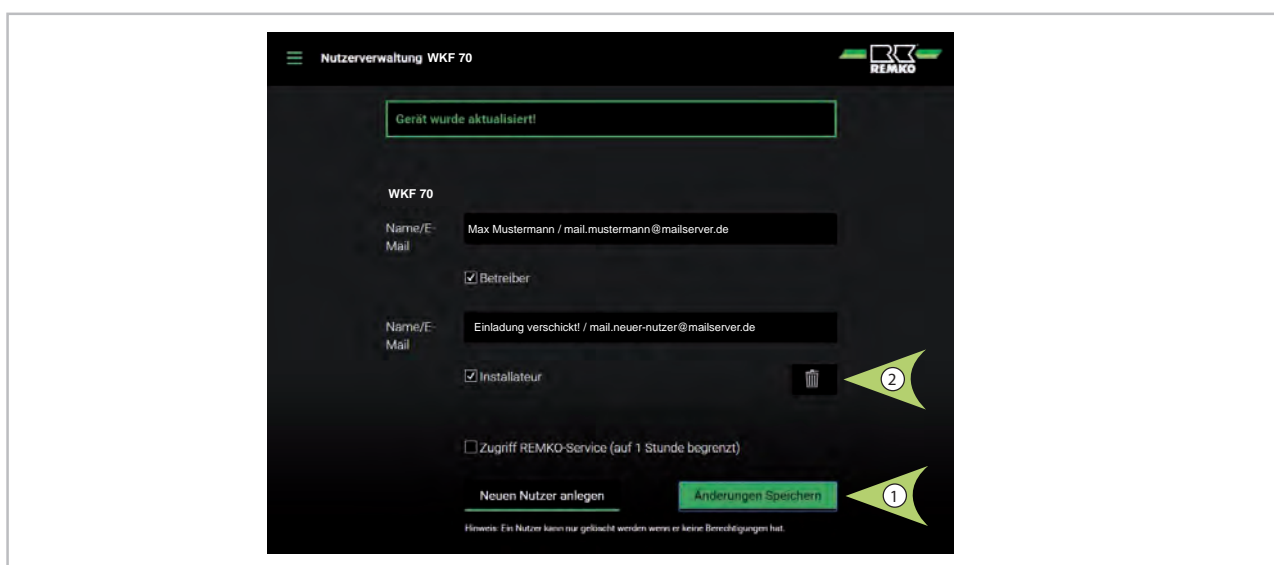 Nutzerverwaltung WKF 70
REMKO
Gerät wurde aktualisiert!
WKF 70
Name/E-
Mail
Max Mustermann / mail.mustermann@mailserver.de
Betreiber
Name/E-
Mail
Einladung verschickt! / mail.neuer-nutzer@mailserver.de
Installateur
2
Zugriff REMKO-Service (auf 1 Stunde begrenzt)
Neuen Nutzer anlegen
Änderungen Speichern
1
Hinweis: Ein Nutzer kann nur gelöscht werden wenn er keine Berechtigungen hat.